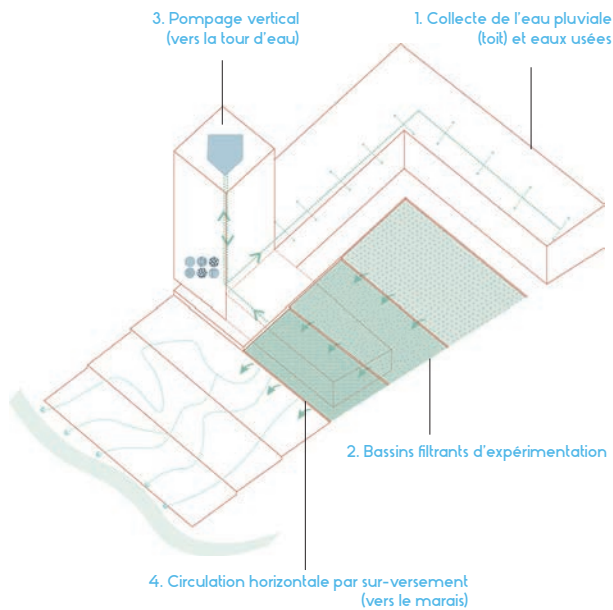 3. Pompage vertical
(vers la tour d'eau)
1. Collecte de l'eau pluviale
(toit) et eaux usées
2. Bassins filtrants d'expérimentation
4. Circulation horizontale par sur-versement
(vers le marais)